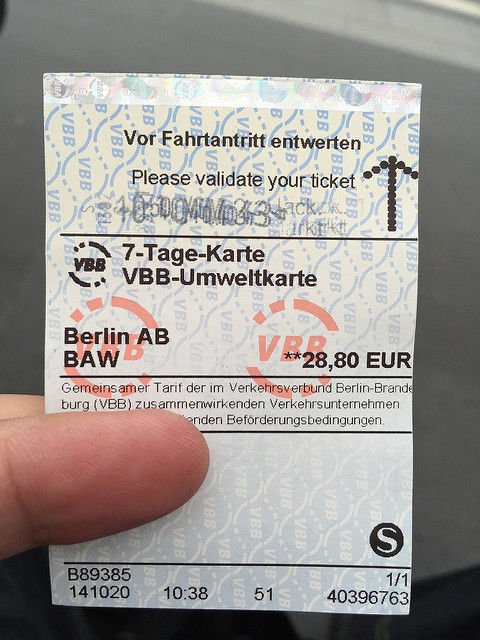 Vor Fahrtantritt entwerten
Please validate your ticket
VBB
7-Tage-Karte
VBB-Umweltkarte
Berlin AB
BAW
VBB
VBB
**28,80 EUR
Gemeinsamer Tarif der im Verkehrsverbund Berlin-Brande
burg (VBB) zusammenwirkenden Verkehrsunternehmen.
enden Beförderungsbedingungen.
S
B89385
1/1
141020 10:38 51 40396763